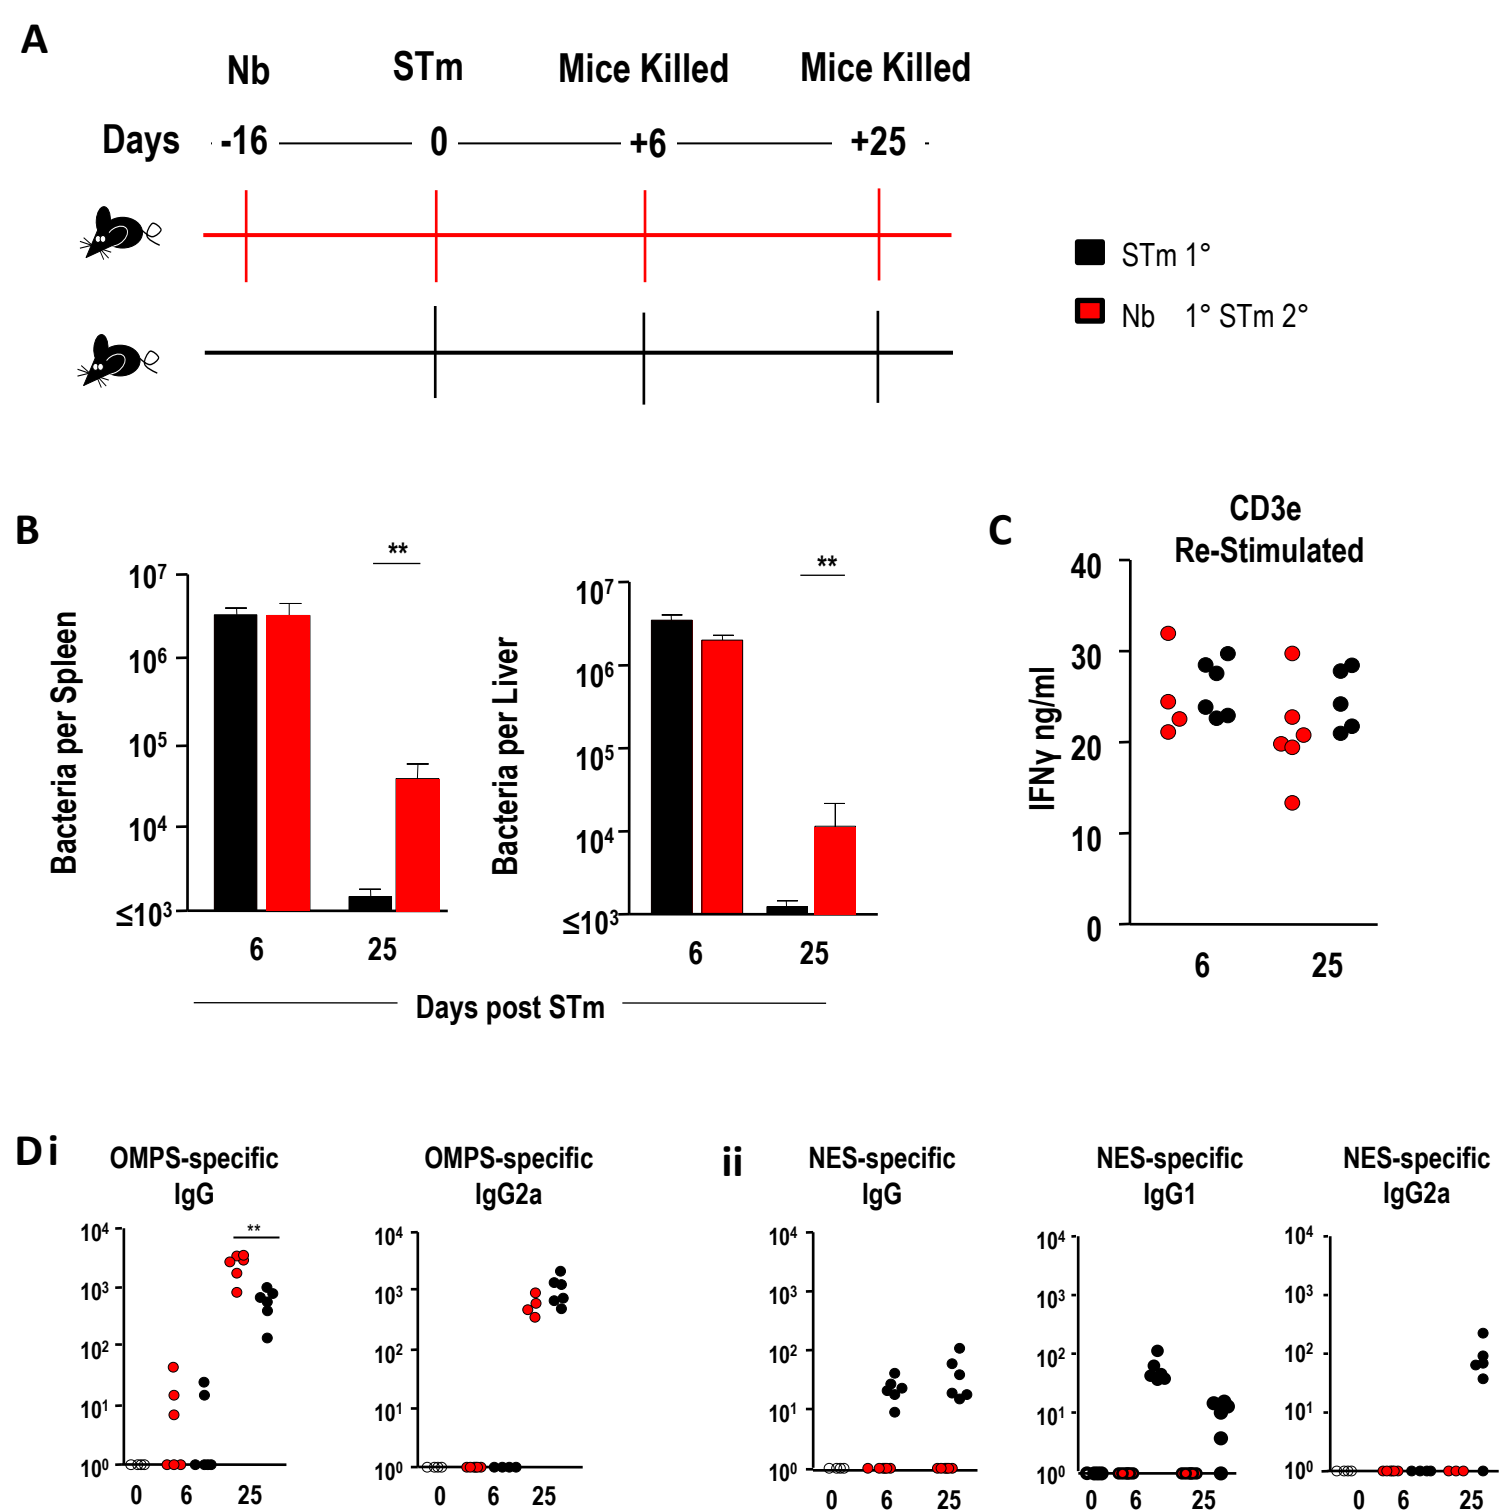 A
Nb STm Mice Killed Mice Killed
Days -16 0 +6 +25
STm 1°
Nb 1° STm 2°
B
**
10⁷
10⁶
10⁵
10⁴
≤10³
Bacteria per Spleen
6 25
**
10⁷
10⁶
10⁵
10⁴
≤10³
Bacteria per Liver
6 25
Days post STm
C
CD3e
Re-Stimulated
40
30
20
10
0
IFNγ ng/ml
6 25
D i
OMPS-specific
IgG
**
10⁴
10³
10²
10¹
10⁰
0 6 25
OMPS-specific
IgG2a
10⁴
10³
10²
10¹
10⁰
0 6 25
ii
NES-specific
IgG
10⁴
10³
10²
10¹
10⁰
0 6 25
NES-specific
IgG1
10⁴
10³
10²
10¹
10⁰
0 6 25
NES-specific
IgG2a
10⁴
10³
10²
10¹
10⁰
0 6 25